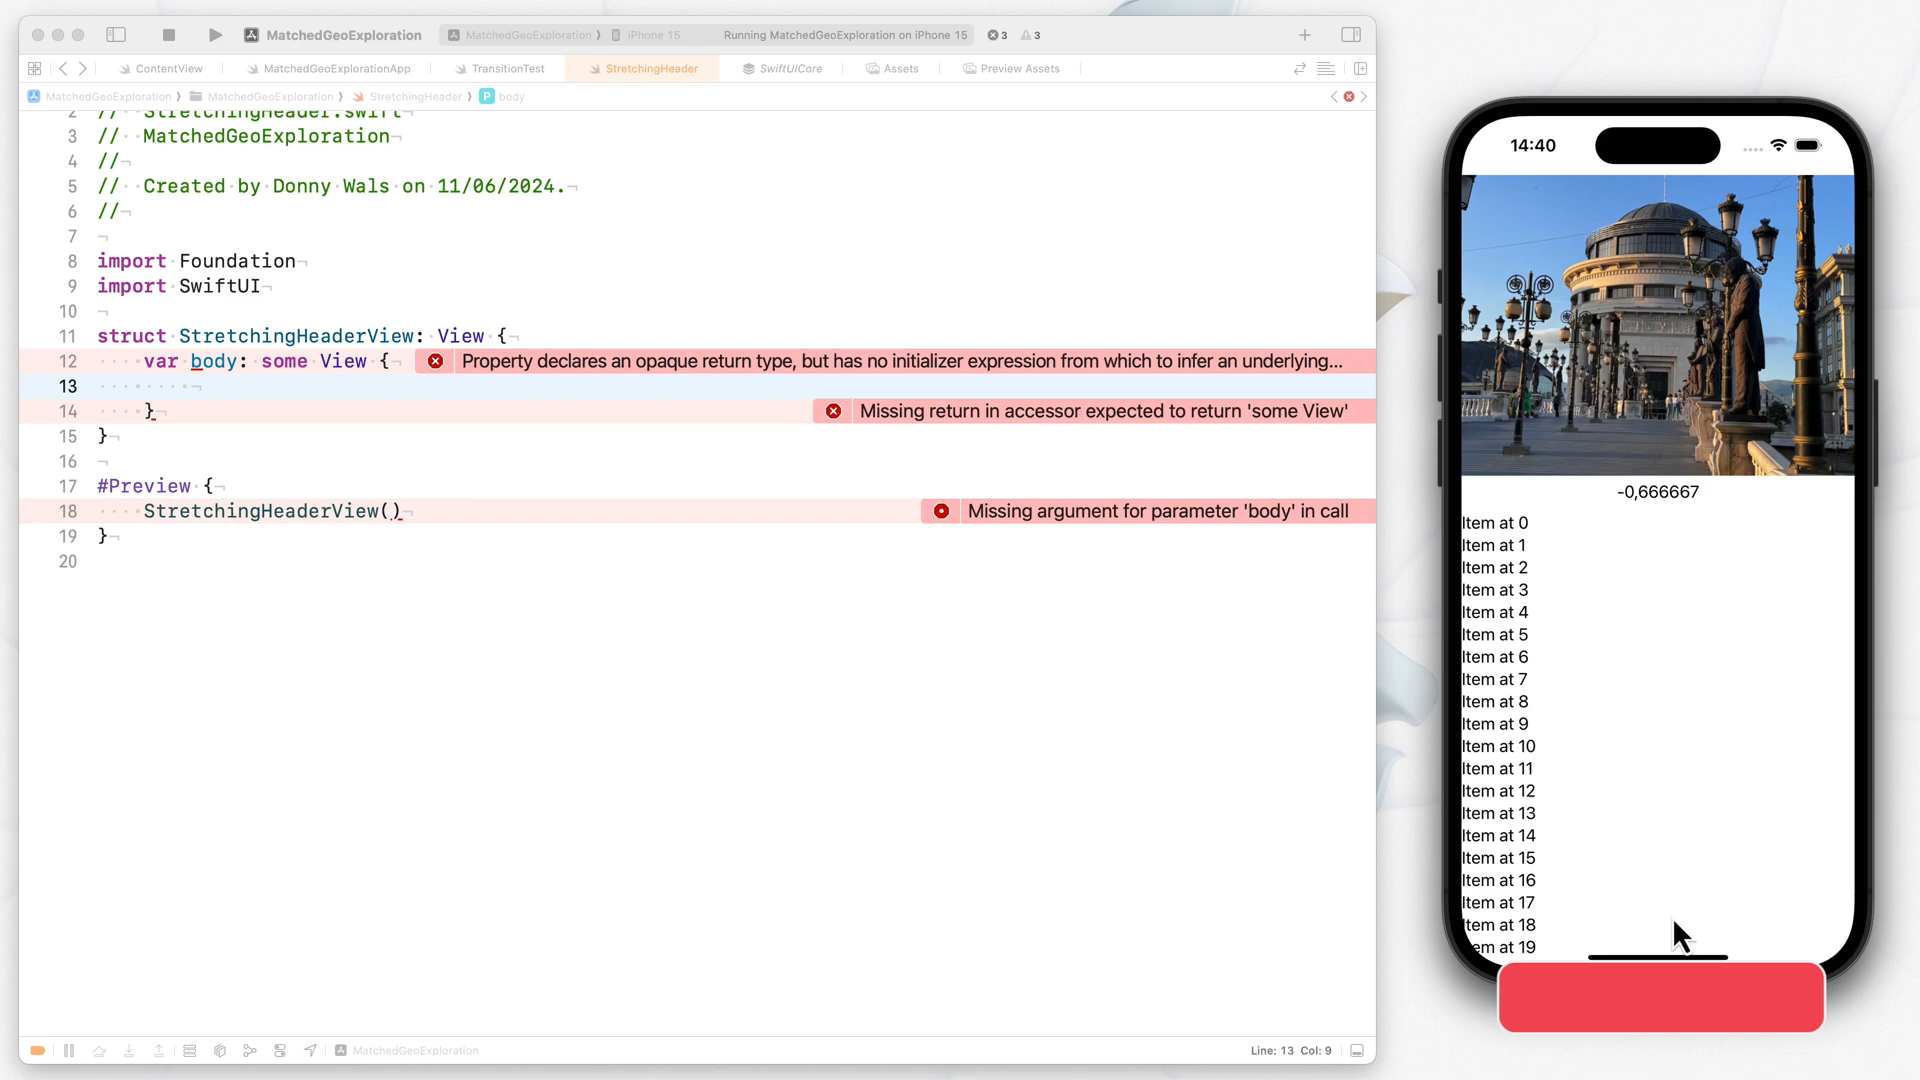 MatchedGeoExploration
MatchedGeoExploration ⟩ iPhone 15
Running MatchedGeoExploration on iPhone 15
3
3
ContentView
MatchedGeoExplorationApp
TransitionTest
StretchingHeader
SwiftUICore
Assets
Preview Assets
MatchedGeoExploration ⟩ MatchedGeoExploration ⟩ StretchingHeader ⟩ P body
2 // StretchingHeader.swift
3 // MatchedGeoExploration
4 //
5 // Created by Donny Wals on 11/06/2024.
6 //
7
8 import Foundation
9 import SwiftUI
10
11 struct StretchingHeaderView: View {
12 var body: some View { Property declares an opaque return type, but has no initializer expression from which to infer an underlying...
13
14 } Missing return in accessor expected to return 'some View'
15 }
16
17 #Preview {
18 StretchingHeaderView() Missing argument for parameter 'body' in call
19 }
20
MatchedGeoExploration
Line: 13 Col: 9
14:40
-0,666667
Item at 0
Item at 1
Item at 2
Item at 3
Item at 4
Item at 5
Item at 6
Item at 7
Item at 8
Item at 9
Item at 10
Item at 11
Item at 12
Item at 13
Item at 14
Item at 15
Item at 16
Item at 17
tem at 18
em at 19